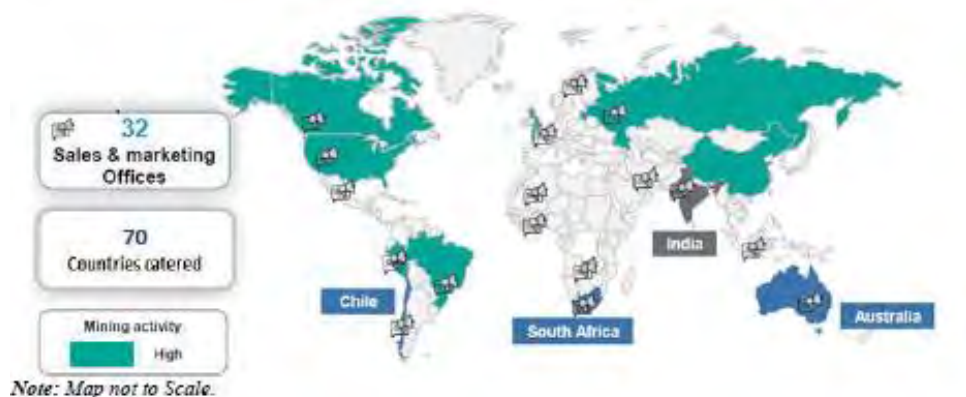 32
Sales & marketing
Offices
70
Countries catered
Mining activity
High
India
Chile
South Africa
Australia
Note: Map not to Scale.